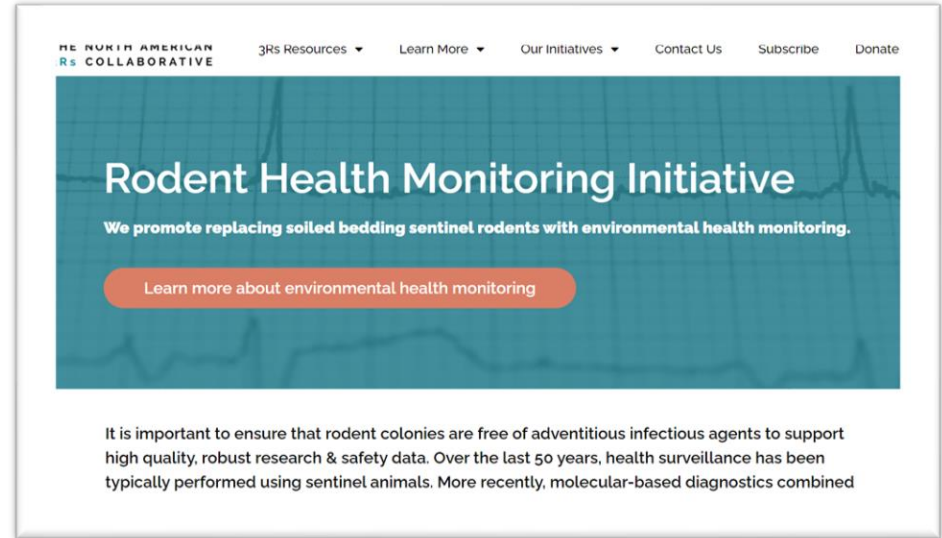 HE NORTH AMERICAN
Rs COLLABORATIVE
3Rs Resources Learn More Our Initiatives Contact Us Subscribe Donate
Rodent Health Monitoring Initiative
We promote replacing soiled bedding sentinel rodents with environmental health monitoring.
Learn more about environmental health monitoring
It is important to ensure that rodent colonies are free of adventitious infectious agents to support
high quality, robust research & safety data. Over the last 50 years, health surveillance has been
typically performed using sentinel animals. More recently, molecular-based diagnostics combined